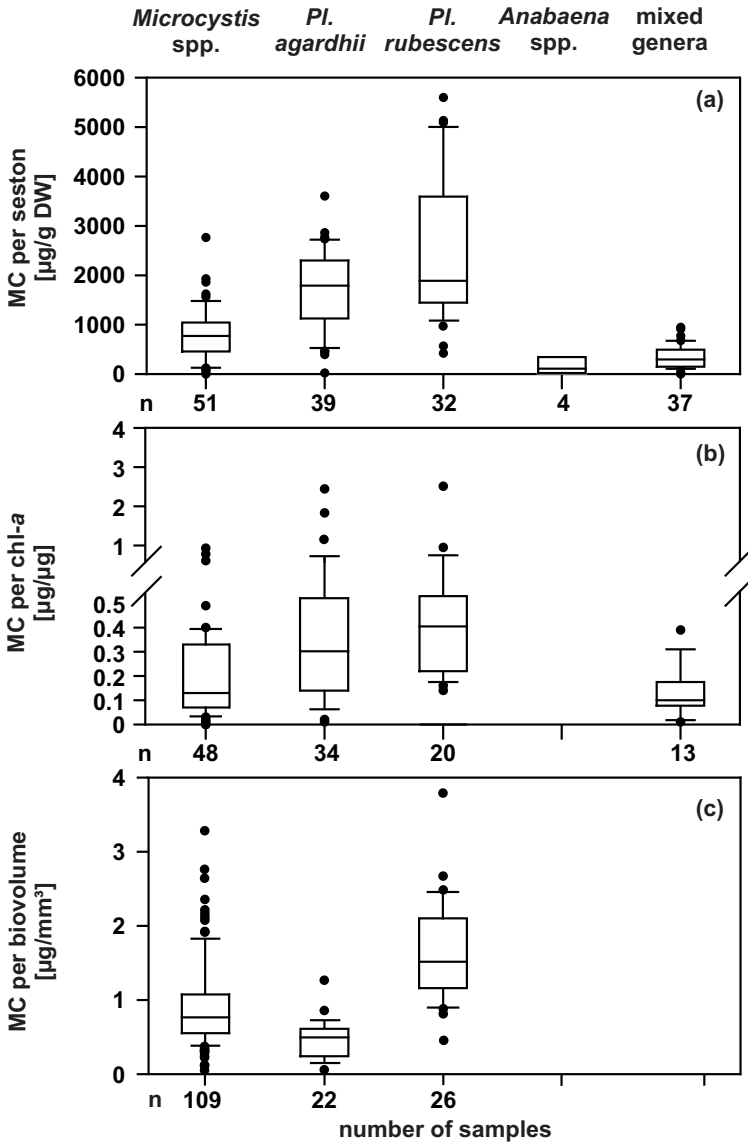 Microcystis Pl. Pl. Anabaena mixed
spp. agardhii rubescens spp. genera
(a)
MC per seston
[µg/g DW]
6000
5000
4000
3000
2000
1000
0
n 51 39 32 4 37
(b)
MC per chl-a
[µg/µg]
4
3
2
1
0.5
0.4
0.3
0.2
0.1
0
n 48 34 20 13
(c)
MC per biovolume
[µg/mm³]
4
3
2
1
0
n 109 22 26
number of samples